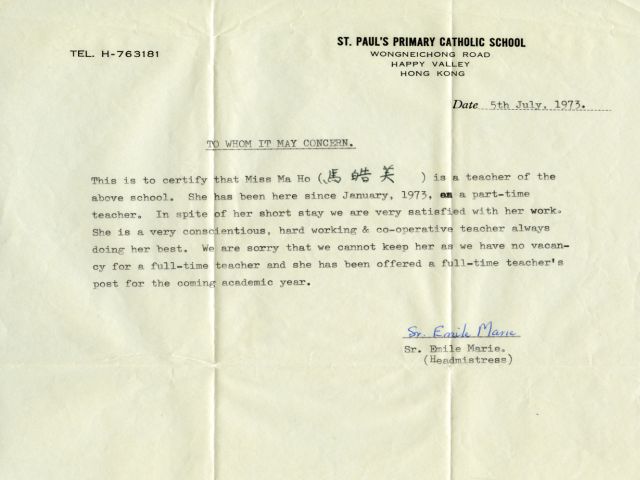 ST. PAUL'S PRIMARY CATHOLIC SCHOOL
TEL. H-763181
WONGNEICHONG ROAD
HAPPY VALLEY
HONG KONG
Date 5th July, 1973.
TO WHOM IT MAY CONCERN.
This is to certify that Miss Ma Ho (馬皓英 ) is a teacher of the
above school. She has been here since January, 1973, a part-time
teacher. In spite of her short stay we are very satisfied with her work.
She is a very conscientious, hard working & co-operative teacher always
doing her best. We are sorry that we cannot keep her as we have no vacan-
cy for a full-time teacher and she has been offered a full-time teacher's
post for the coming academic year.
Sr. Emile Marie
Sr. Emile Marie.
(Headmistress)